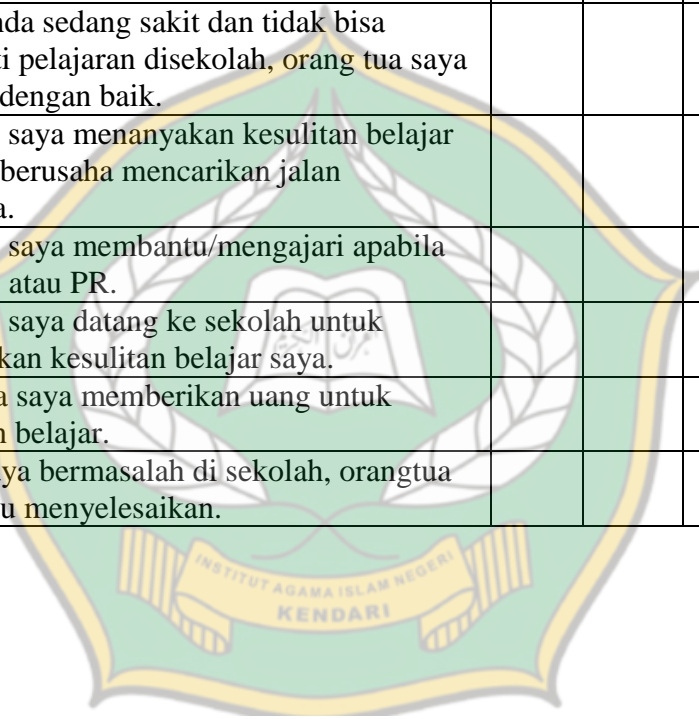 nda sedang sakit dan tidak bisa
ti pelajaran disekolah, orang tua saya
dengan baik.
saya menanyakan kesulitan belajar
berusaha mencarikan jalan
a.
saya membantu/mengajari apabila
atau PR.
saya datang ke sekolah untuk
kan kesulitan belajar saya.
a saya memberikan uang untuk
n belajar.
ya bermasalah di sekolah, orangtua
u menyelesaikan.
INSTITUT AGAMA ISLAM NEGERI
KENDARI